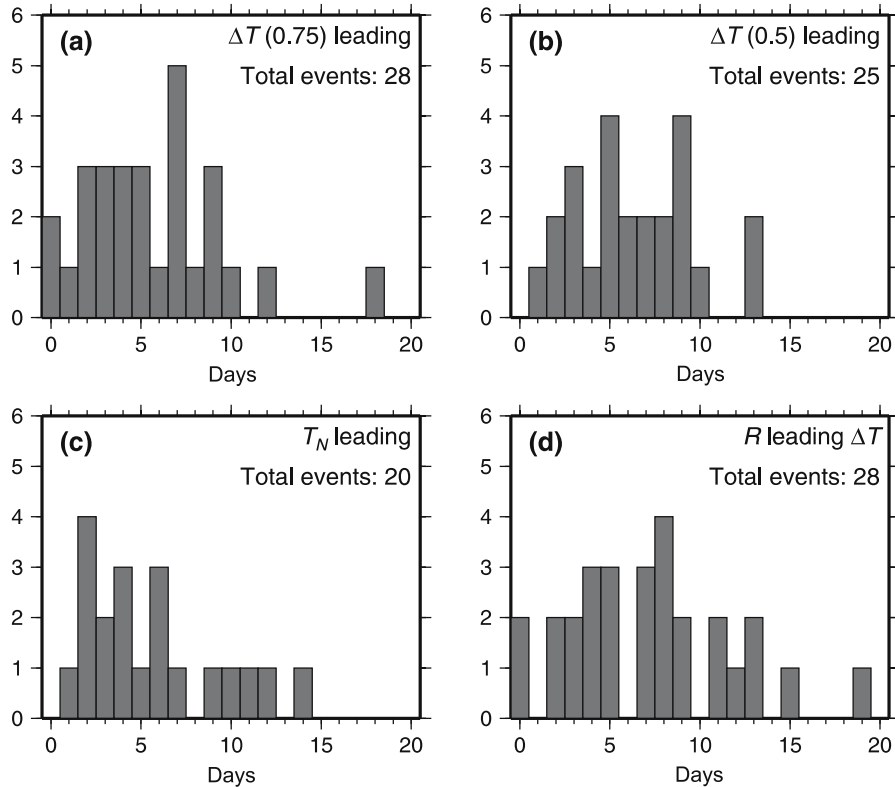 (a) ΔT (0.75) leading
Total events: 28
6
5
4
3
2
1
0
0 5 10 15 20
Days
(b) ΔT (0.5) leading
Total events: 25
6
5
4
3
2
1
0
0 5 10 15 20
Days
(c) T_N leading
Total events: 20
6
5
4
3
2
1
0
0 5 10 15 20
Days
(d) R leading ΔT
Total events: 28
6
5
4
3
2
1
0
0 5 10 15 20
Days